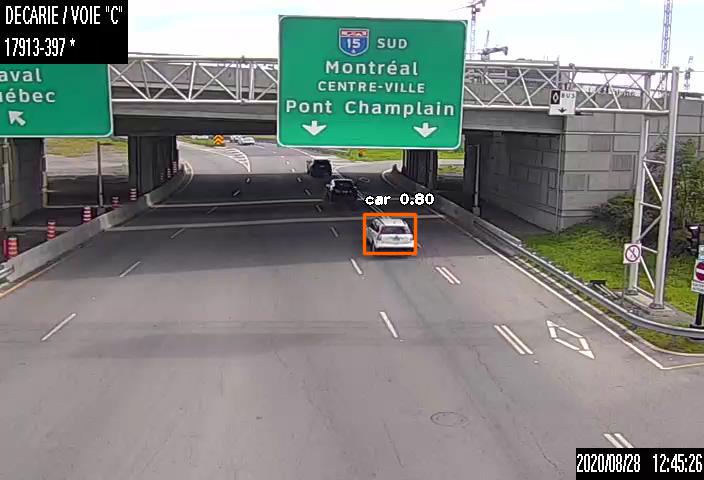 DECARIE / VOIE "C"
17913-397 *
aval
uébec
15 SUD
Montréal
CENTRE-VILLE
Pont Champlain
BUS
car 0.80
2020/08/28 12:45:26